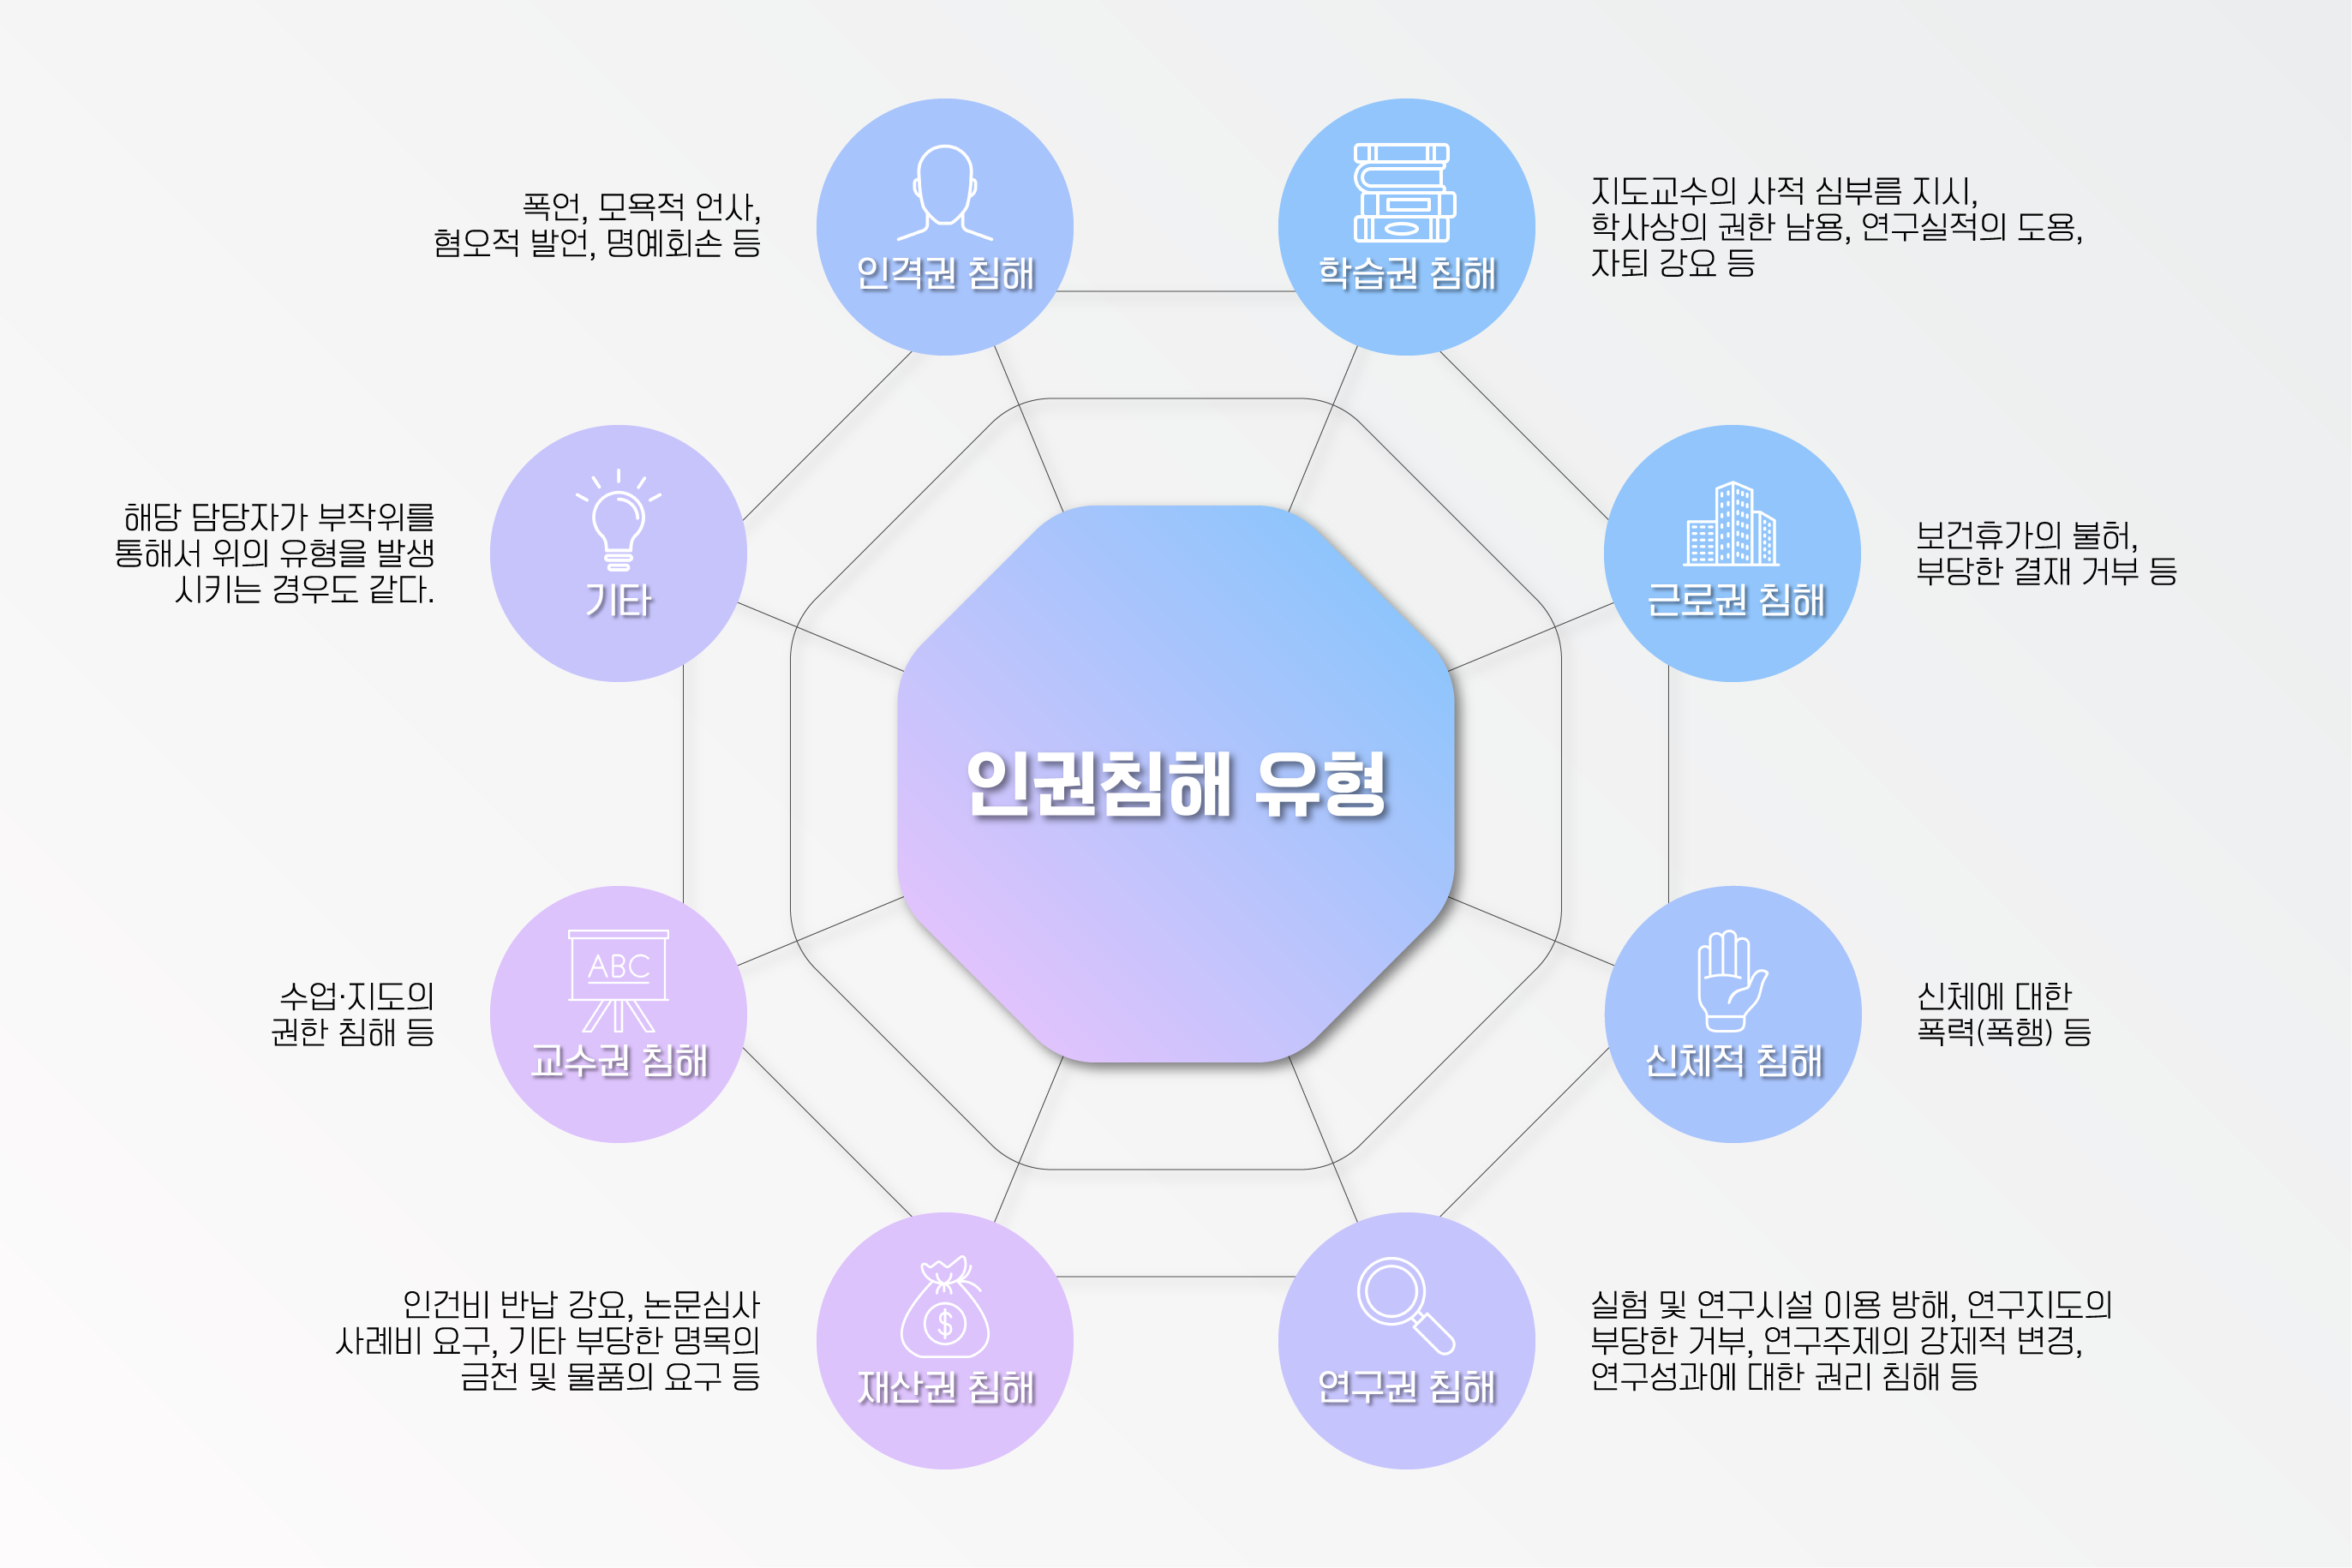 인권침해 유형
인격권 침해
폭언, 모욕적 언사,
혐오적 발언, 명예회손 등
학습권 침해
지도교수의 사적 심부름 지시,
학사상의 권한 남용, 연구실적의 도용,
자퇴 강요 등
근로권 침해
보건휴가의 불허,
부당한 결재 거부 등
신체적 침해
신체에 대한
폭력(폭행) 등
연구권 침해
실험 및 연구시설 이용 방해, 연구지도의
부당한 거부, 연구주제의 강제적 변경,
연구성과에 대한 권리 침해 등
재산권 침해
인건비 반납 강요, 논문심사
사례비 요구, 기타 부당한 명목의
금전 및 물품의 요구 등
ABC
교수권 침해
수업·지도의
권한 침해 등
기타
해당 담당자가 부작위를
통해서 위의 유형을 발생
시키는 경우도 같다.
$